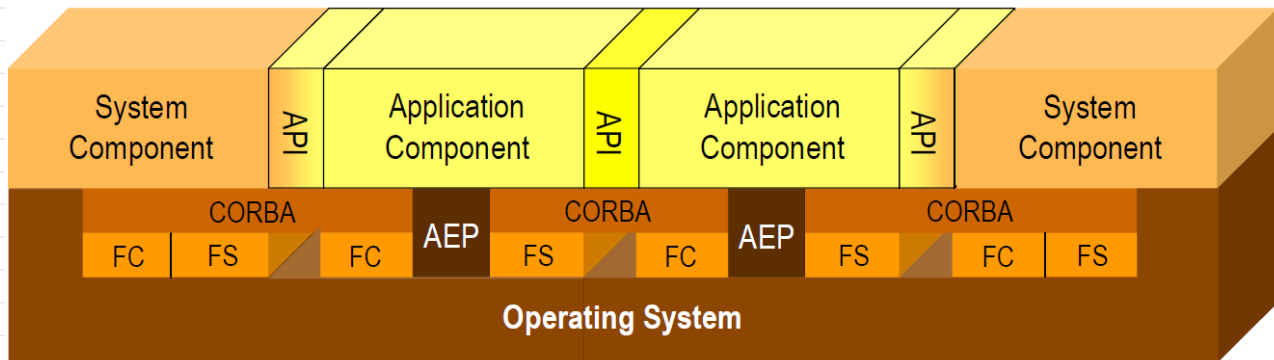 System
Component
API
Application
Component
API
Application
Component
API
System
Component
CORBA
AEP
CORBA
AEP
CORBA
FC
FS
FC
FS
FC
FS
FC
FS
Operating System